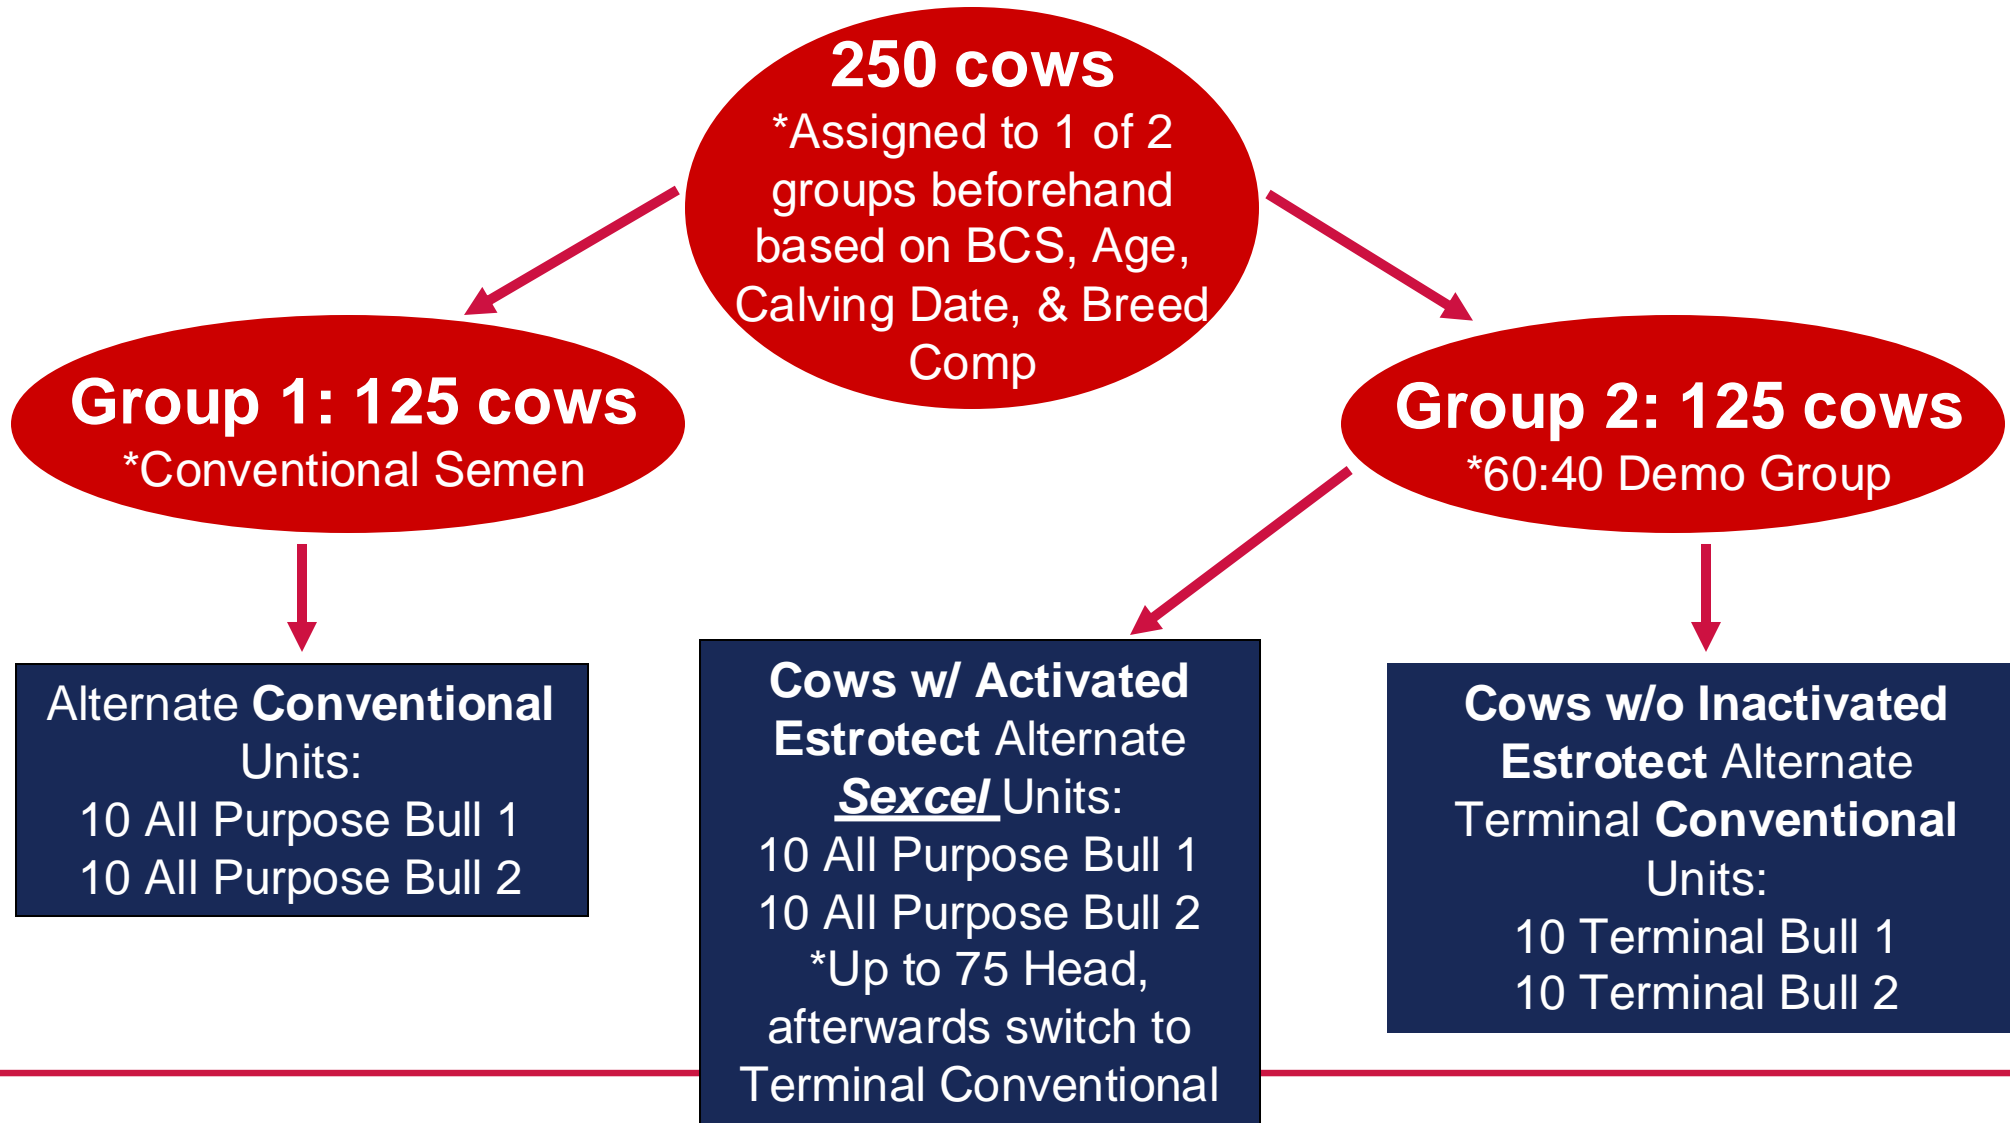 250 cows
*Assigned to 1 of 2
groups beforehand
based on BCS, Age,
Calving Date, & Breed
Comp
Group 1: 125 cows
*Conventional Semen
Group 2: 125 cows
*60:40 Demo Group
Alternate Conventional
Units:
10 All Purpose Bull 1
10 All Purpose Bull 2
Cows w/ Activated
Estrotect Alternate
Sexcel Units:
10 All Purpose Bull 1
10 All Purpose Bull 2
*Up to 75 Head,
afterwards switch to
Terminal Conventional
Cows w/o Inactivated
Estrotect Alternate
Terminal Conventional
Units:
10 Terminal Bull 1
10 Terminal Bull 2